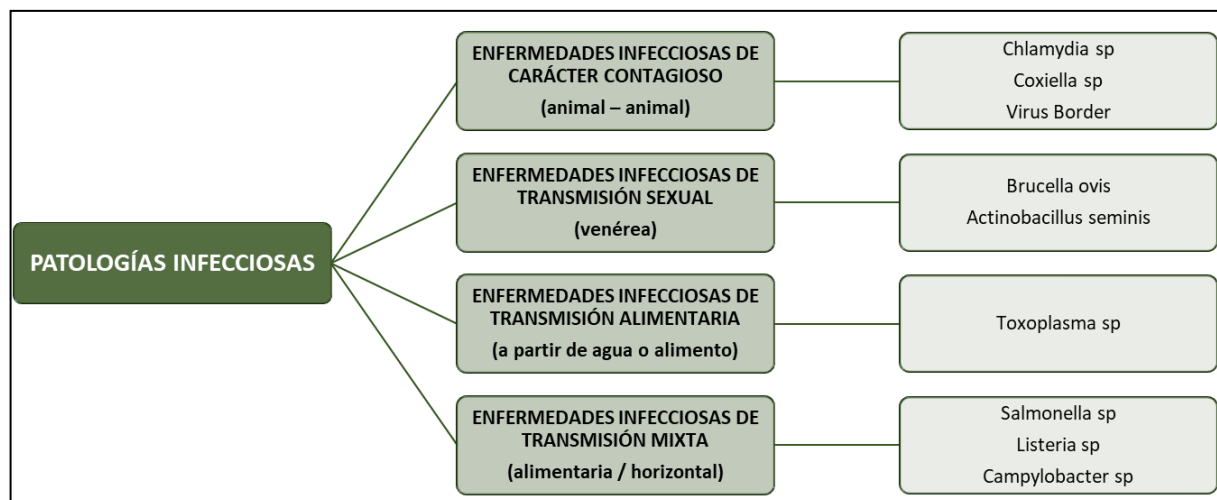 PATOLOGÍAS INFECCIOSAS
ENFERMEDADES INFECCIOSAS DE
CARÁCTER CONTAGIOSO
(animal – animal)
Chlamydia sp
Coxiella sp
Virus Border
ENFERMEDADES INFECCIOSAS DE
TRANSMISIÓN SEXUAL
(venérea)
Brucella ovis
Actinobacillus seminis
ENFERMEDADES INFECCIOSAS DE
TRANSMISIÓN ALIMENTARIA
(a partir de agua o alimento)
Toxoplasma sp
ENFERMEDADES INFECCIOSAS DE
TRANSMISIÓN MIXTA
(alimentaria / horizontal)
Salmonella sp
Listeria sp
Campylobacter sp